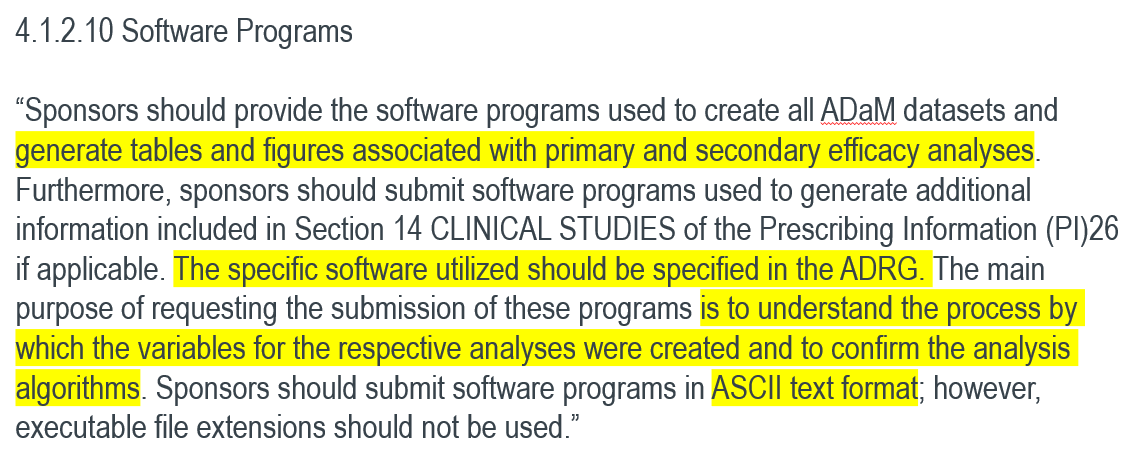 4.1.2.10 Software Programs
“Sponsors should provide the software programs used to create all ADaM datasets and
generate tables and figures associated with primary and secondary efficacy analyses.
Furthermore, sponsors should submit software programs used to generate additional
information included in Section 14 CLINICAL STUDIES of the Prescribing Information (PI)26
if applicable. The specific software utilized should be specified in the ADRG. The main
purpose of requesting the submission of these programs is to understand the process by
which the variables for the respective analyses were created and to confirm the analysis
algorithms. Sponsors should submit software programs in ASCII text format; however,
executable file extensions should not be used.”